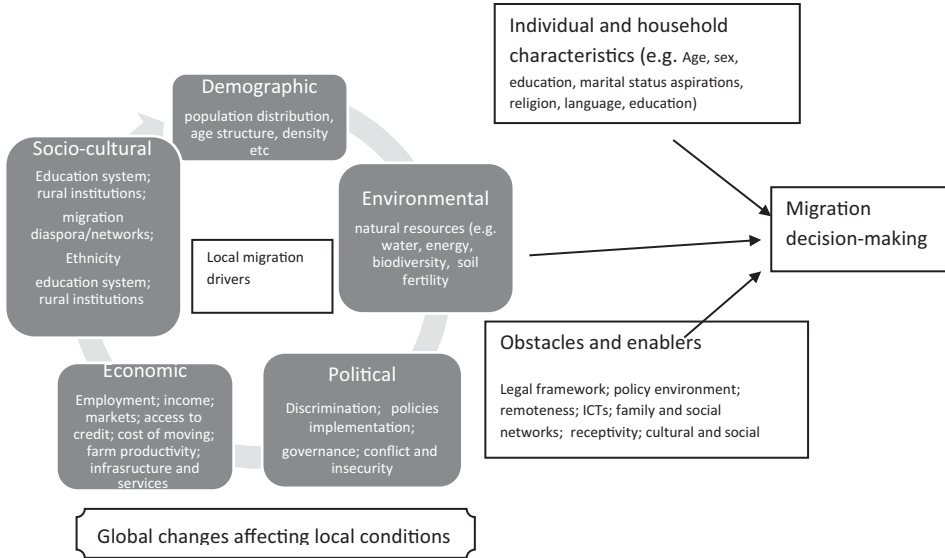 Individual and household
characteristics (e.g. Age, sex,
education, marital status aspirations,
religion, language, education)
Demographic
population distribution,
age structure, density
etc
Socio-cultural
Education system;
rural institutions;
migration
diaspora/networks;
Ethnicity
education system;
rural institutions
Environmental
natural resources (e.g.
water, energy,
biodiversity, soil
fertility
Local migration
drivers
Migration
decision-making
Economic
Employment; income;
markets; access to
credit; cost of moving;
farm productivity;
infrasructure and
services
Political
Discrimination; policies
implementation;
governance; conflict and
insecurity
Obstacles and enablers
Legal framework; policy environment;
remoteness; ICTs; family and social
networks; receptivity; cultural and social
Global changes affecting local conditions